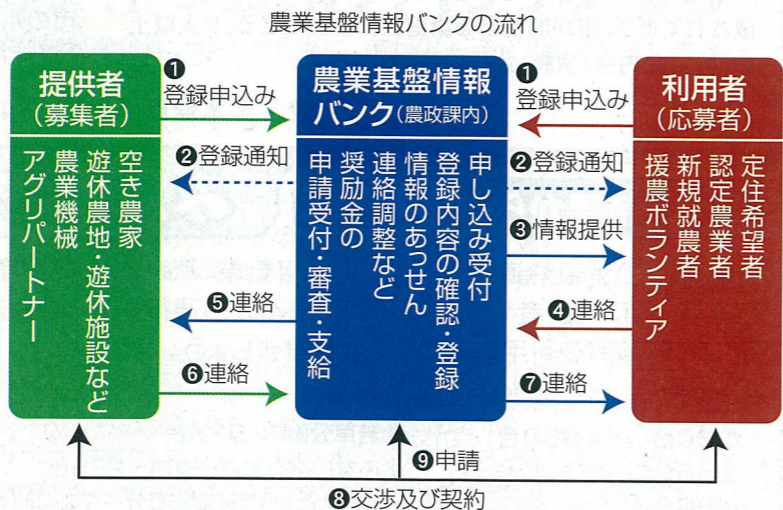 農業基盤情報バンクの流れ
提供者
(募集者)
空き農家
遊休農地・遊休施設など
農業機械
アグリパートナー
❶
登録申込み
❷登録通知
❺連絡
❻連絡
農業基盤情報
バンク(農政課内)
申し込み受付
登録内容の確認・登録
情報のあっせん
連絡調整など
奨励金の
申請受付・審査・支給
❶
登録申込み
❷登録通知
❸情報提供
❹連絡
❼連絡
利用者
(応募者)
定住希望者
認定農業者
新規就農者
援農ボランティア
❾申請
❽交渉及び契約